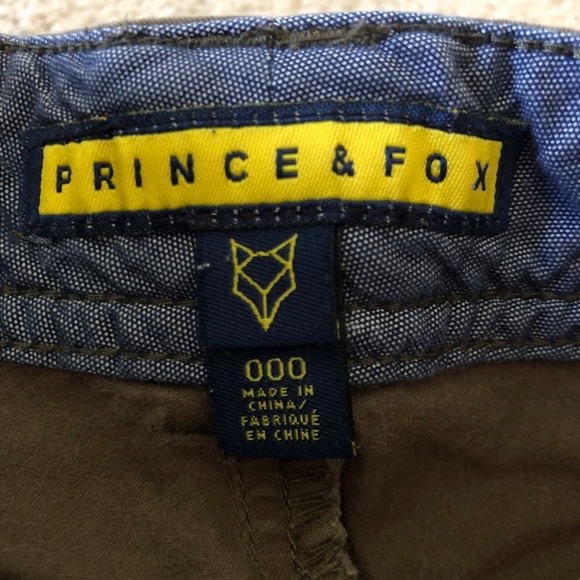 PRINCE & FOX
000
MADE IN
CHINA/
FABRIQUÉ
EN CHINE